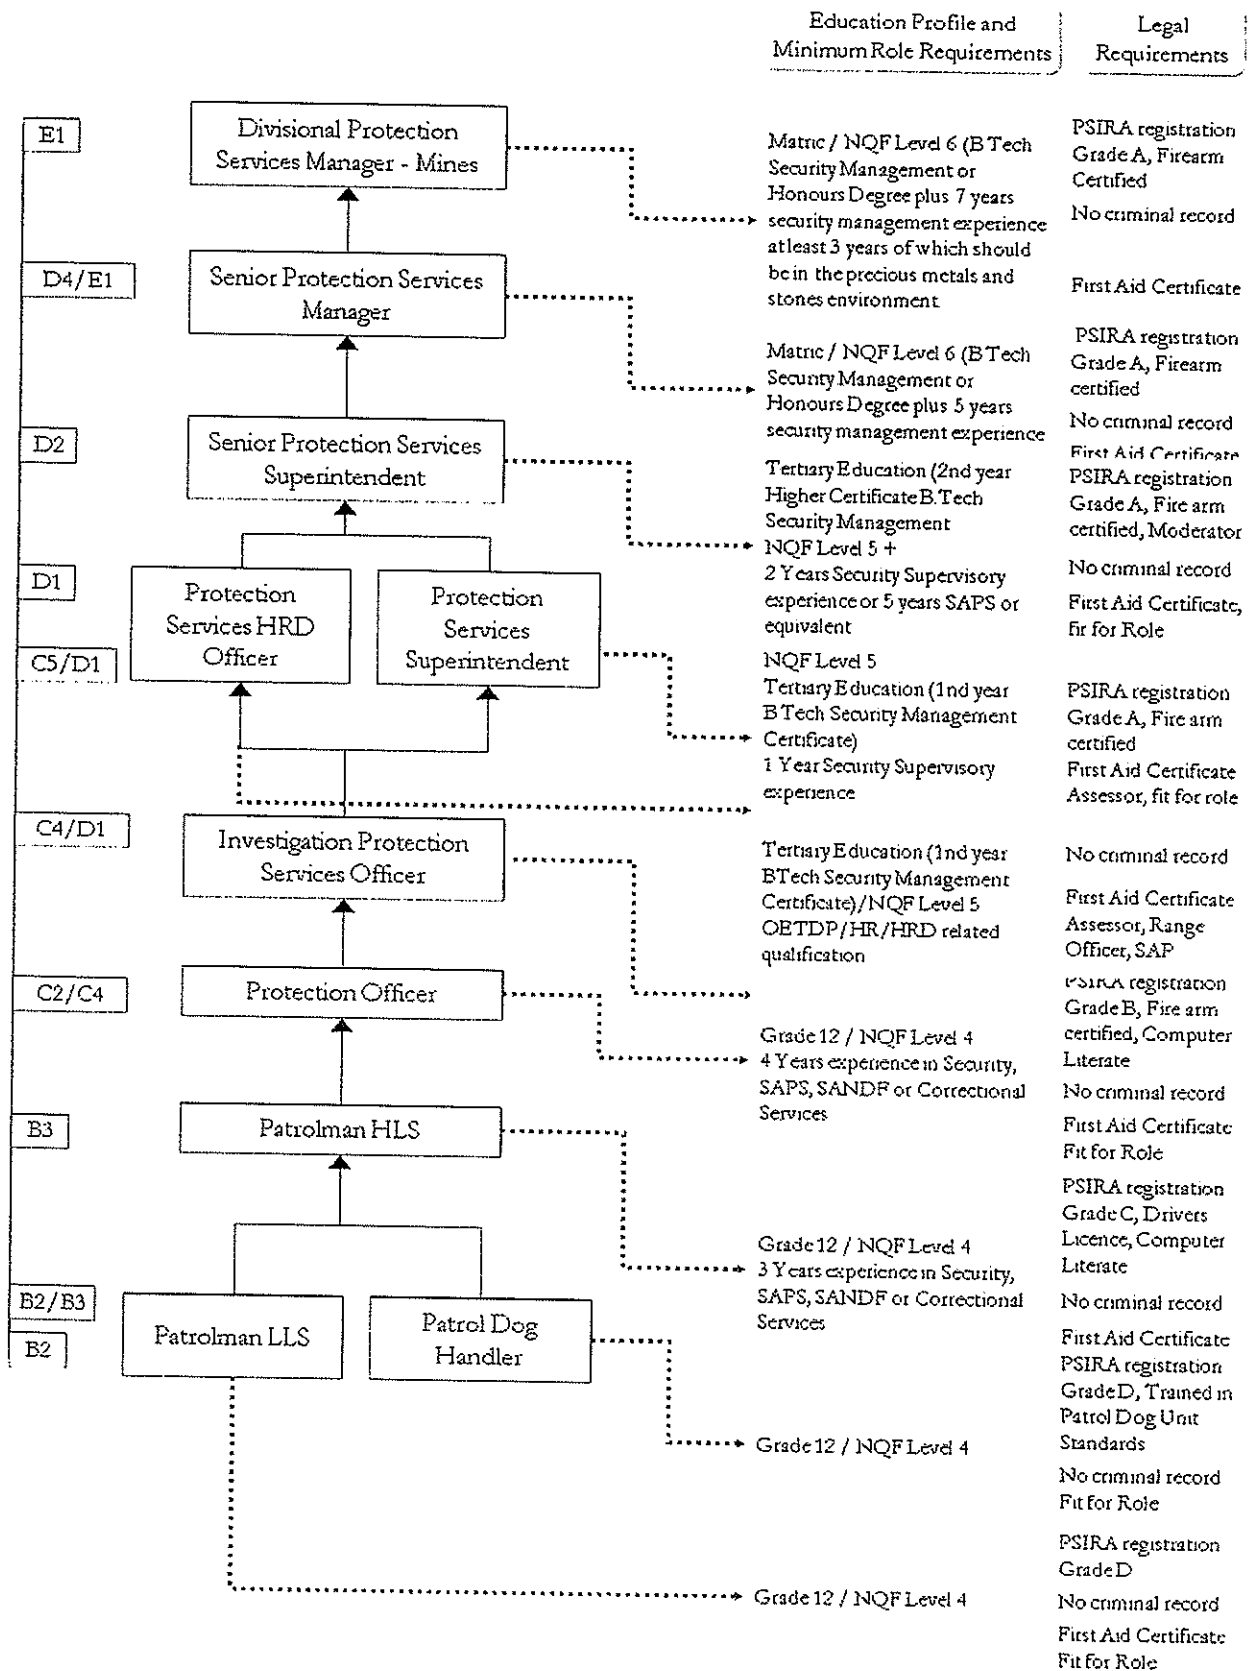 Education Profile and
Minimum Role Requirements
Legal
Requirements
E1
Divisional Protection
Services Manager - Mines
Matric / NQF Level 6 (B Tech
Security Management or
Honours Degree plus 7 years
security management experience
at least 3 years of which should
be in the precious metals and
stones environment
PSIRA registration
Grade A, Firearm
Certified
No criminal record
First Aid Certificate
D4/E1
Senior Protection Services
Manager
Matric / NQF Level 6 (B Tech
Security Management or
Honours Degree plus 5 years
security management experience
PSIRA registration
Grade A, Firearm
certified
No criminal record
First Aid Certificate
D2
Senior Protection Services
Superintendent
Tertiary Education (2nd year
Higher Certificate B.Tech
Security Management
NQF Level 5 +
2 Years Security Supervisory
experience or 5 years SAPS or
equivalent
PSIRA registration
Grade A, Fire arm
certified, Moderator
No criminal record
First Aid Certificate,
fir for Role
D1
C5/D1
Protection
Services HRD
Officer
Protection
Services
Superintendent
NQF Level 5
Tertiary Education (1nd year
B Tech Security Management
Certificate)
1 Year Security Supervisory
experience
PSIRA registration
Grade A, Fire arm
certified
First Aid Certificate
Assessor, fit for role
C4/D1
Investigation Protection
Services Officer
Tertiary Education (1nd year
BTech Security Management
Certificate)/NQF Level 5
OETDP/HR/HRD related
qualification
No criminal record
First Aid Certificate
Assessor, Range
Officer, SAP
C2/C4
Protection Officer
Grade 12 / NQF Level 4
4 Years experience in Security,
SAPS, SANDF or Correctional
Services
PSIRA registration
Grade B, Fire arm
certified, Computer
Literate
No criminal record
First Aid Certificate
Fit for Role
B3
Patrolman HLS
Grade 12 / NQF Level 4
3 Years experience in Security,
SAPS, SANDF or Correctional
Services
PSIRA registration
Grade C, Drivers
Licence, Computer
Literate
No criminal record
First Aid Certificate
B2/B3
B2
Patrolman LLS
Patrol Dog
Handler
Grade 12 / NQF Level 4
PSIRA registration
Grade D, Trained in
Patrol Dog Unit
Standards
No criminal record
Fit for Role
Grade 12 / NQF Level 4
PSIRA registration
Grade D
No criminal record
First Aid Certificate
Fit for Role